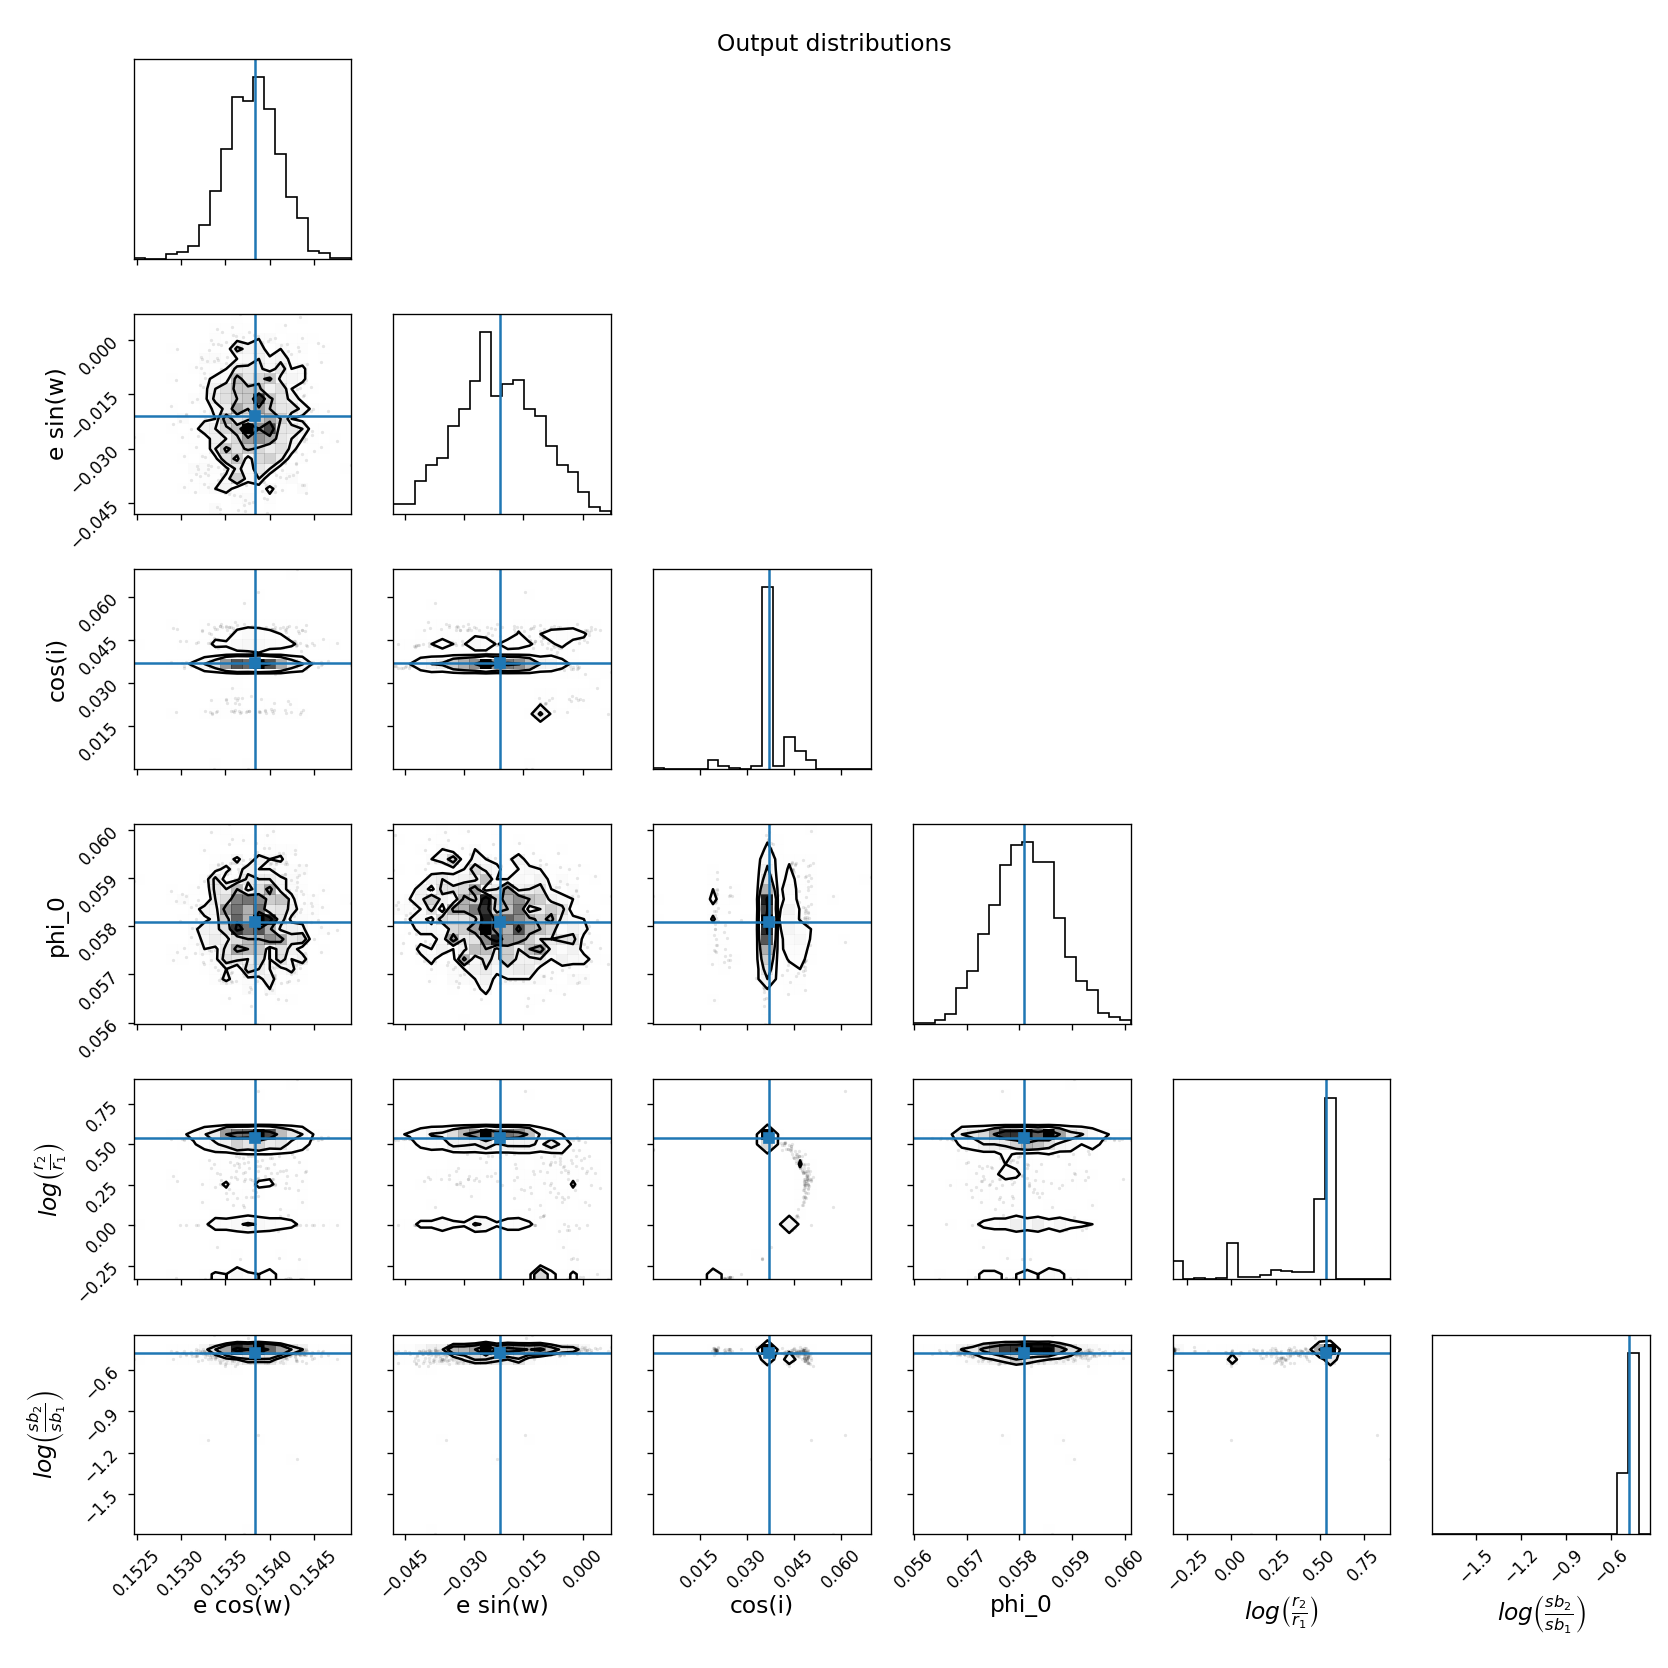 Output distributions
e sin(w)
0.000
−0.015
−0.030
−0.045
cos(i)
0.060
0.045
0.030
0.015
phi_0
0.060
0.059
0.058
0.057
0.056
log(r₂/r₁)
0.75
0.50
0.25
0.00
−0.25
log(sb₂/sb₁)
−0.6
−0.9
−1.2
−1.5
0.1525 0.1530 0.1535 0.1540 0.1545
−0.045 −0.030 −0.015 0.000
0.015 0.030 0.045 0.060
0.056 0.057 0.058 0.059 0.060
−0.25 0.00 0.25 0.50 0.75
−1.5 −1.2 −0.9 −0.6
e cos(w)
e sin(w)
cos(i)
phi_0
log(r₂/r₁)
log(sb₂/sb₁)